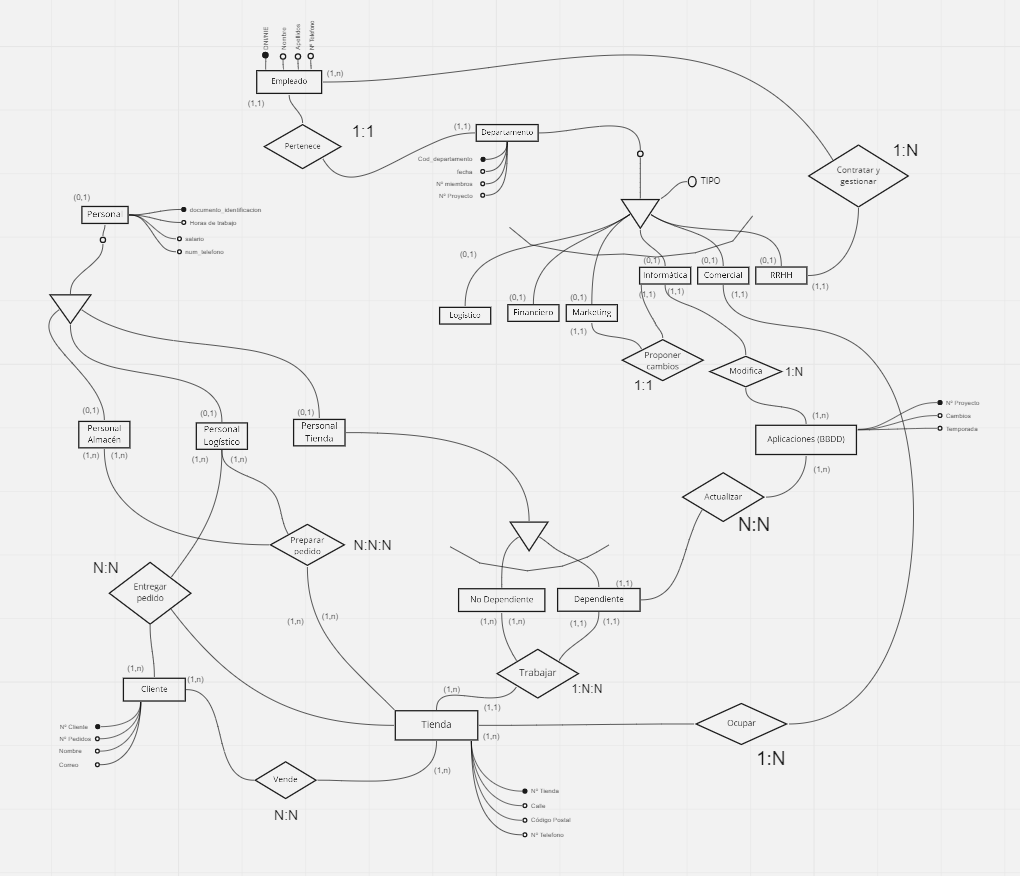 DNI/NIE
Nombre
Apellidos
Nº Telefono
Empleado
(1,n)
(1,1)
Pertenece
1:1
(1,1)
Departamento
Cod_departamento
fecha
Nº miembros
Nº Proyecto
TIPO
Contratar y
gestionar
1:N
(0,1)
Personal
documento_identificacion
Horas de trabajo
salario
num_telefono
(0,1)
(0,1)
(0,1)
(0,1)
Informática
Comercial
RRHH
(1,1)
(1,1)
(1,1)
(1,1)
(0,1)
(0,1)
Logístico
Financiero
Marketing
(1,1)
Proponer
cambios
1:1
Modifica
1:N
(0,1)
(0,1)
(0,1)
Personal
Almacén
Personal
Logístico
Personal
Tienda
(1,n)
(1,n)
(1,n)
(1,n)
(1,n)
Aplicaciones (BBDD)
Nº Proyecto
Cambios
Temporada
(1,n)
Actualizar
N:N
Preparar
pedido
N:N:N
N:N
Entregar
pedido
(1,1)
No Dependiente
Dependiente
(1,n)
(1,n)
(1,n)
(1,n)
(1,1)
(1,1)
Trabajar
1:N:N
(1,n)
(1,n)
Cliente
(1,n)
(1,1)
Nº Cliente
Nº Pedidos
Nombre
Correo
Tienda
(1,n)
Ocupar
1:N
(1,n)
Vende
N:N
Nº Tienda
Calle
Código Postal
Nº Telefono